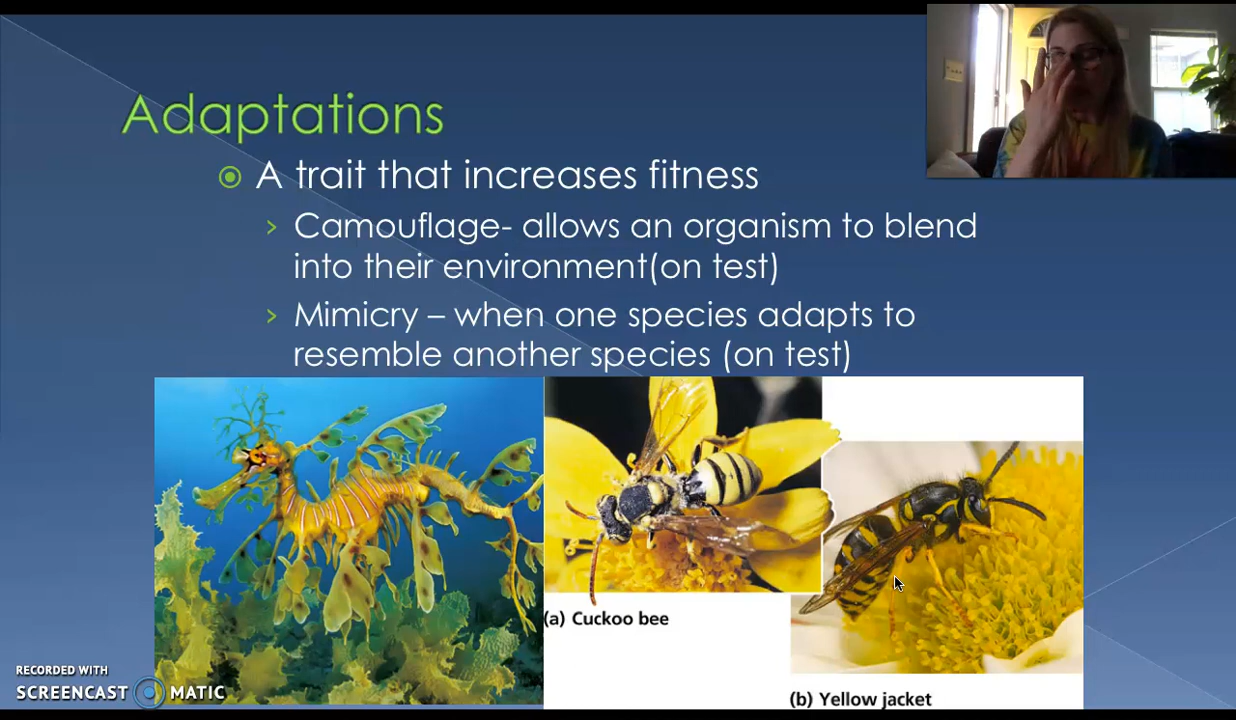 Adaptations
A trait that increases fitness
Camouflage- allows an organism to blend
into their environment(on test)
Mimicry – when one species adapts to
resemble another species (on test)
(a) Cuckoo bee
(b) Yellow jacket
RECORDED WITH
SCREENCAST MATIC